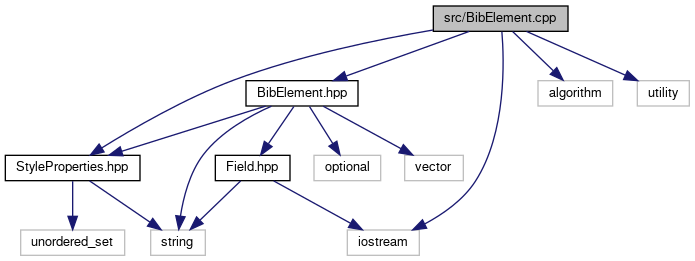 src/BibElement.cpp
BibElement.hpp
algorithm
utility
StyleProperties.hpp
Field.hpp
optional
vector
unordered_set
string
iostream